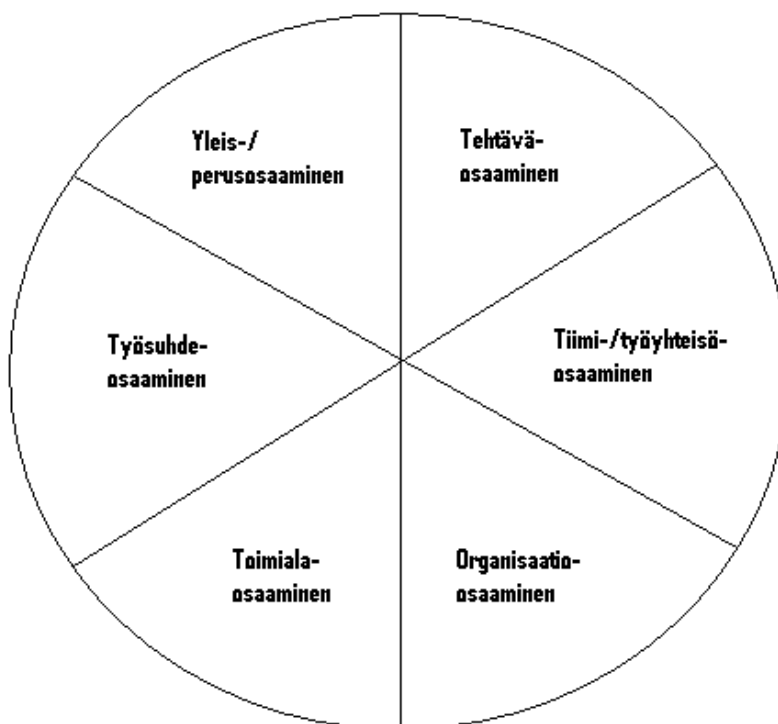 Yleis-/
perusosaaminen
Tehtävä-
osaaminen
Työsuhde-
osaaminen
Tiimi-/työyhteisö-
osaaminen
Toimiala-
osaaminen
Organisaatio-
osaaminen